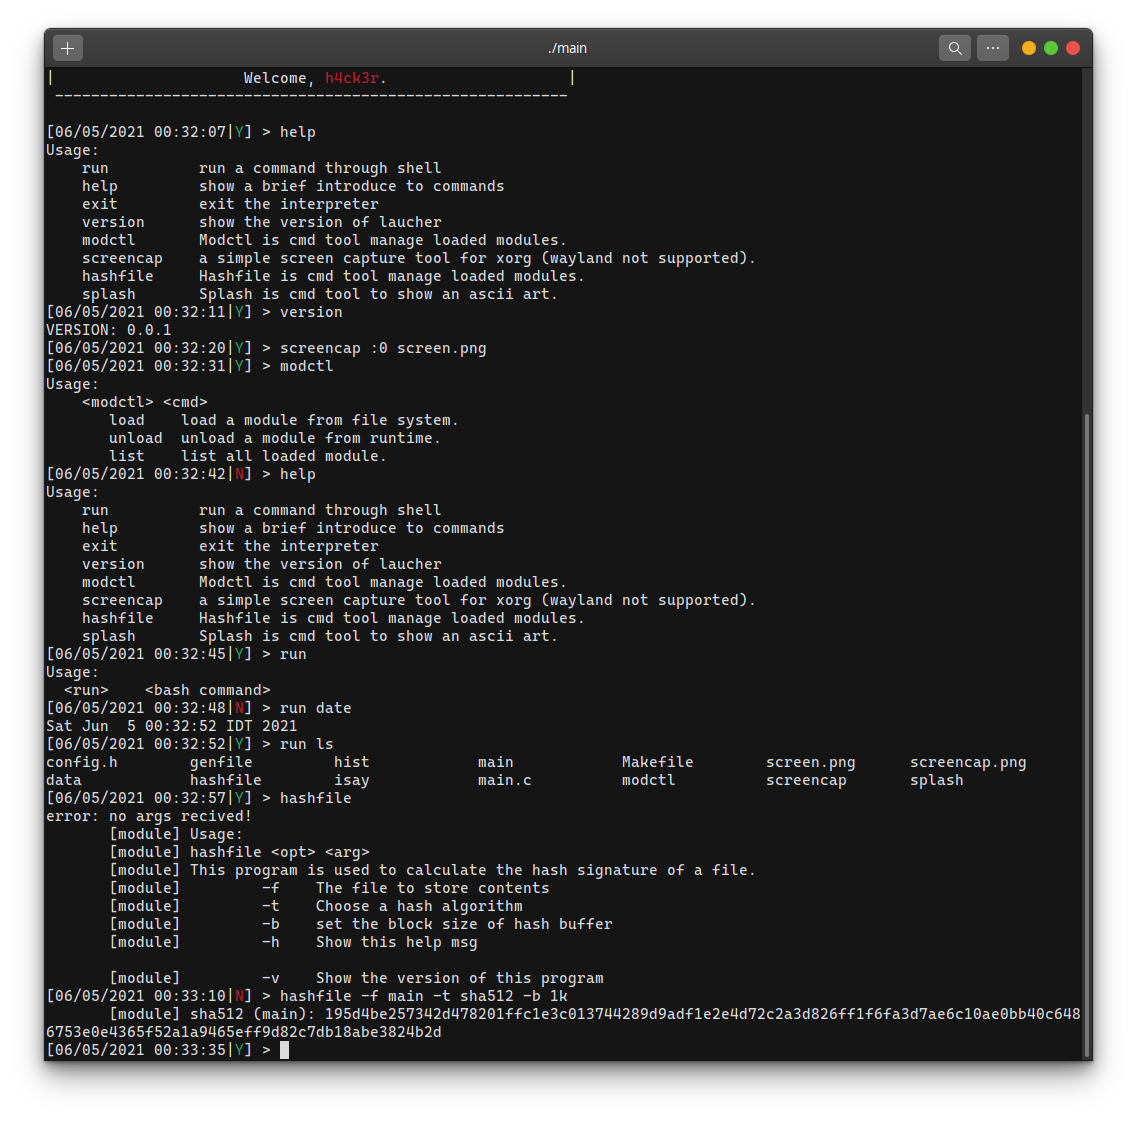 ./main
|                     Welcome, h4ck3r.                    |
 ---------------------------------------------------------
[06/05/2021 00:32:07|Y] > help
Usage:
    run          run a command through shell
    help         show a brief introduce to commands
    exit         exit the interpreter
    version      show the version of laucher
    modctl       Modctl is cmd tool manage loaded modules.
    screencap    a simple screen capture tool for xorg (wayland not supported).
    hashfile     Hashfile is cmd tool manage loaded modules.
    splash       Splash is cmd tool to show an ascii art.
[06/05/2021 00:32:11|Y] > version
VERSION: 0.0.1
[06/05/2021 00:32:20|Y] > screencap :0 screen.png
[06/05/2021 00:32:31|Y] > modctl
Usage:
    <modctl> <cmd>
       load    load a module from file system.
       unload  unload a module from runtime.
       list    list all loaded module.
[06/05/2021 00:32:42|N] > help
Usage:
    run          run a command through shell
    help         show a brief introduce to commands
    exit         exit the interpreter
    version      show the version of laucher
    modctl       Modctl is cmd tool manage loaded modules.
    screencap    a simple screen capture tool for xorg (wayland not supported).
    hashfile     Hashfile is cmd tool manage loaded modules.
    splash       Splash is cmd tool to show an ascii art.
[06/05/2021 00:32:45|Y] > run
Usage:
  <run>    <bash command>
[06/05/2021 00:32:48|N] > run date
Sat Jun  5 00:32:52 IDT 2021
[06/05/2021 00:32:52|Y] > run ls
config.h        genfile         hist            main            Makefile        screen.png      screencap.png
data            hashfile        isay            main.c          modctl          screencap       splash
[06/05/2021 00:32:57|Y] > hashfile
error: no args recived!
       [module] Usage:
       [module] hashfile <opt> <arg>
       [module] This program is used to calculate the hash signature of a file.
       [module]         -f    The file to store contents
       [module]         -t    Choose a hash algorithm
       [module]         -b    set the block size of hash buffer
       [module]         -h    Show this help msg
       [module]         -v    Show the version of this program
[06/05/2021 00:33:10|N] > hashfile -f main -t sha512 -b 1k
       [module] sha512 (main): 195d4be257342d478201ffc1e3c013744289d9adf1e2e4d72c2a3d826ff1f6fa3d7ae6c10ae0bb40c648
6753e0e4365f52a1a9465eff9d82c7db18abe3824b2d
[06/05/2021 00:33:35|Y] >